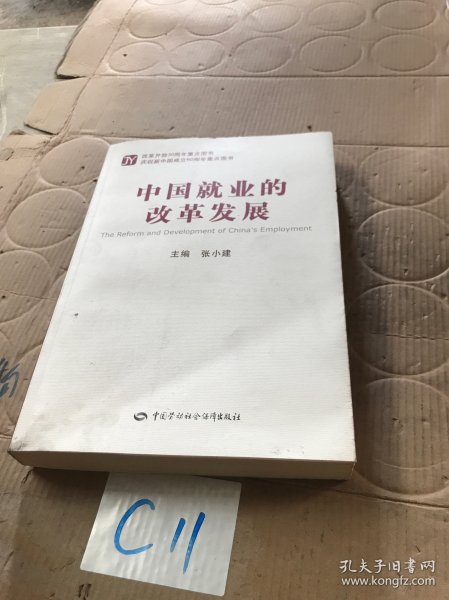 JY 改革开放30周年重点图书
庆祝新中国成立60周年重点图书
中国就业的
改革发展
The Reform and Development of China's Employment
主编 张小建
中国劳动社会保障出版社
C11
孔夫子旧书网
www.kongfz.com